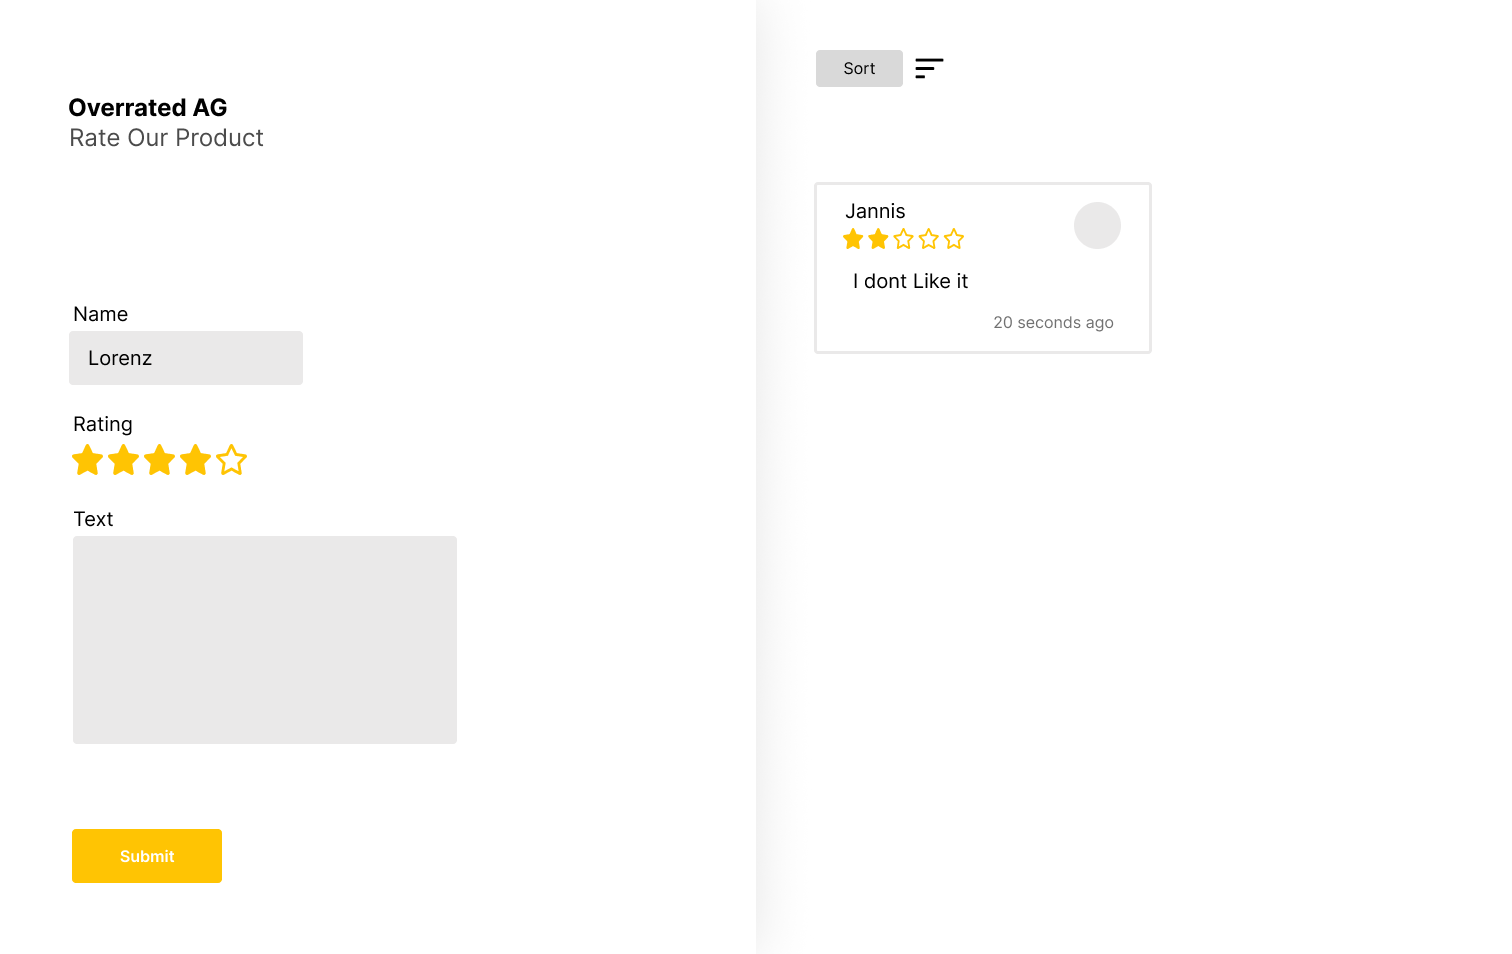 Overrated AG
Rate Our Product
Name
Lorenz
Rating
Text
Submit
Sort
Jannis
I dont Like it
20 seconds ago